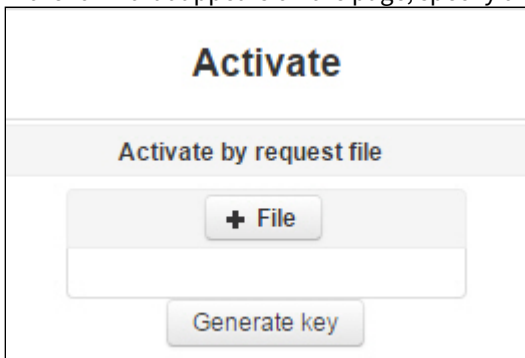 Activate
Activate by request file
+ File
Generate key